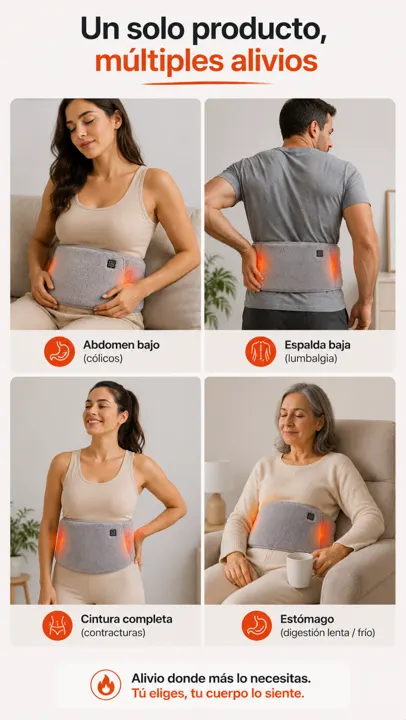 Un solo producto,
múltiples alivios
Abdomen bajo
(cólicos)
Espalda baja
(lumbalgia)
Cintura completa
(contracturas)
Estómago
(digestión lenta / frío)
Alivio donde más lo necesitas.
Tú eliges, tu cuerpo lo siente.